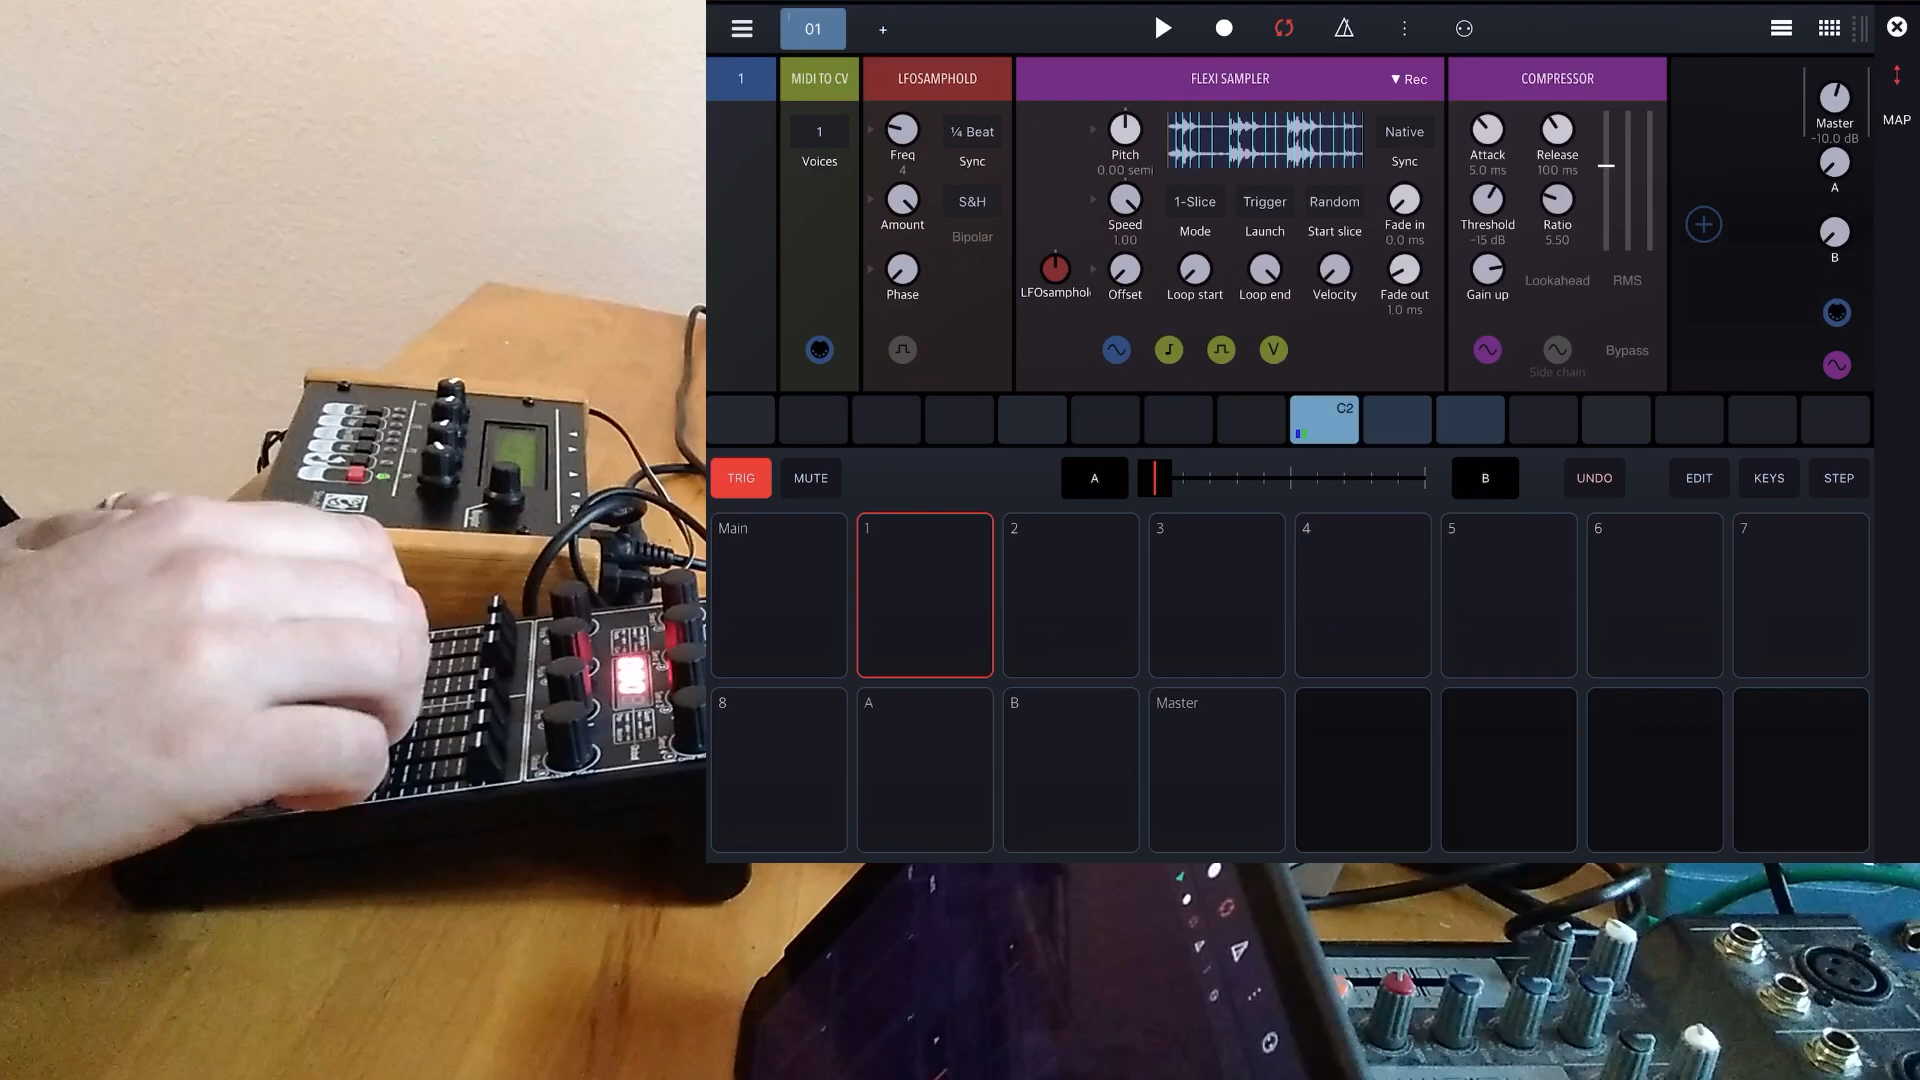 1
01
+
1
MIDI TO CV
LFOSAMPHOLD
FLEXI SAMPLER
▼ Rec
COMPRESSOR
Master
-10.0 dB
MAP
1
Voices
Freq
4
¼ Beat
Sync
Pitch
0.00 semi
Native
Sync
Attack
5.0 ms
Release
100 ms
A
Amount
S&H
Bipolar
Speed
1.00
1-Slice
Mode
Trigger
Launch
Random
Start slice
Fade in
0.0 ms
Threshold
-15 dB
Ratio
5.50
B
Phase
LFOsamphol
Offset
Loop start
Loop end
Velocity
Fade out
1.0 ms
Gain up
Lookahead
RMS
V
Side chain
Bypass
C2
TRIG
MUTE
A
B
UNDO
EDIT
KEYS
STEP
Main
1
2
3
4
5
6
7
8
A
B
Master